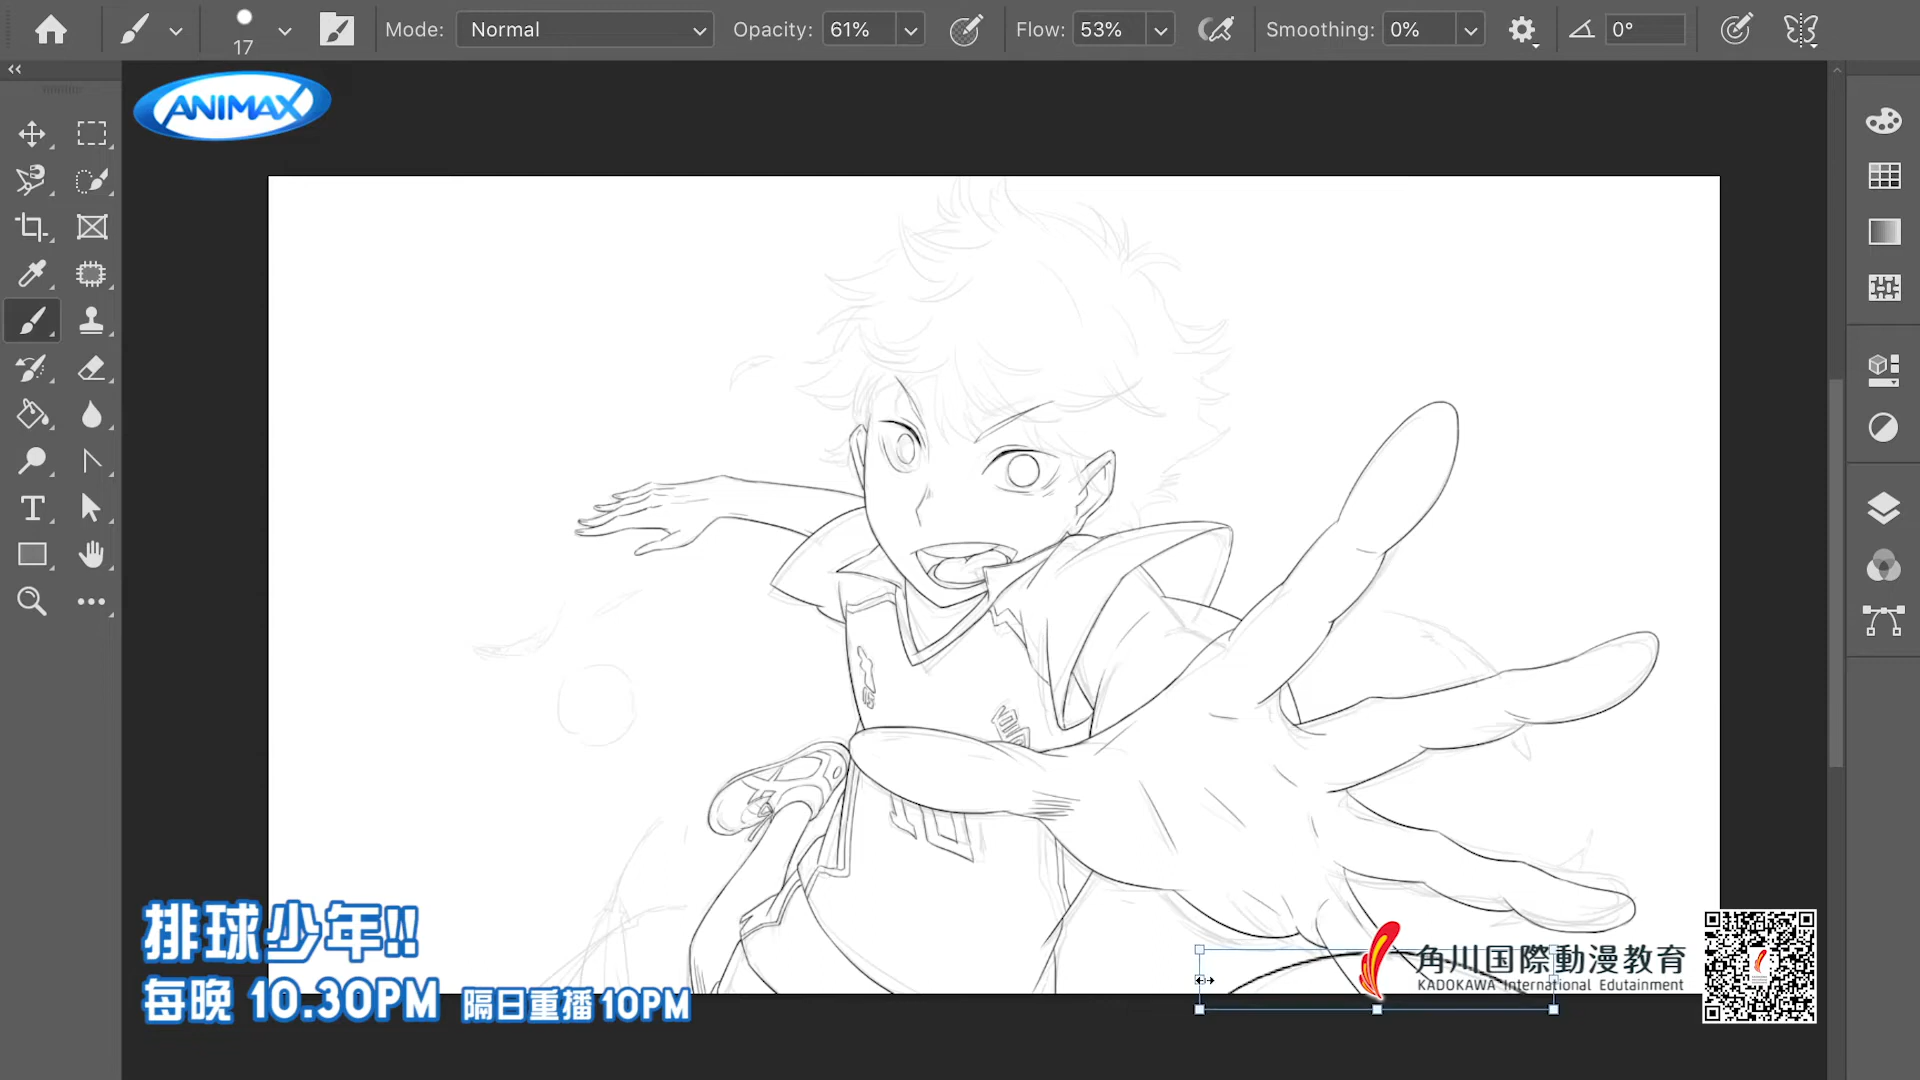 17
Mode: Normal
Opacity: 61%
Flow: 53%
Smoothing: 0%
0°
ANIMAX
10
排球少年!!
每晚 10.30PM 隔日重播 10PM
角川国際動漫教育
KADOKAWA International Edutainment